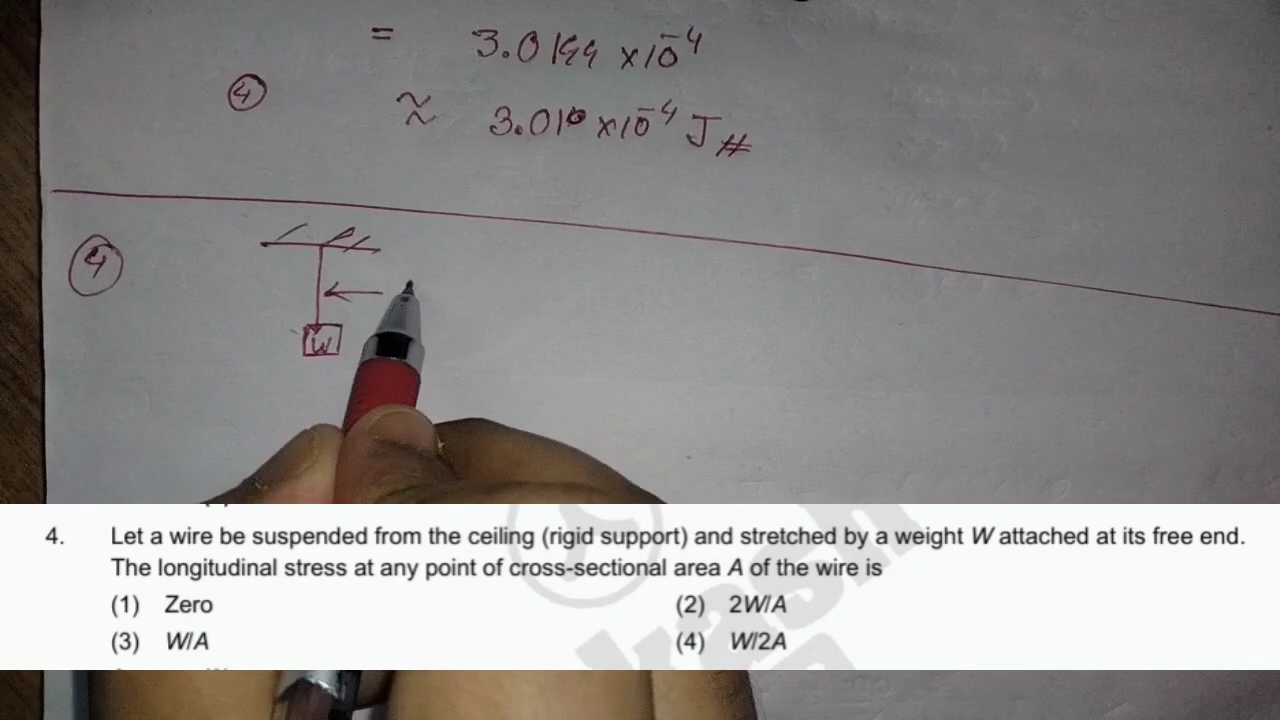 = 3.0144 ×10⁻⁴
④ ≈ 3.010 ×10⁻⁴ J #
④
W
4. Let a wire be suspended from the ceiling (rigid support) and stretched by a weight W attached at its free end.
The longitudinal stress at any point of cross-sectional area A of the wire is
(1) Zero (2) 2W/A
(3) W/A (4) W/2A